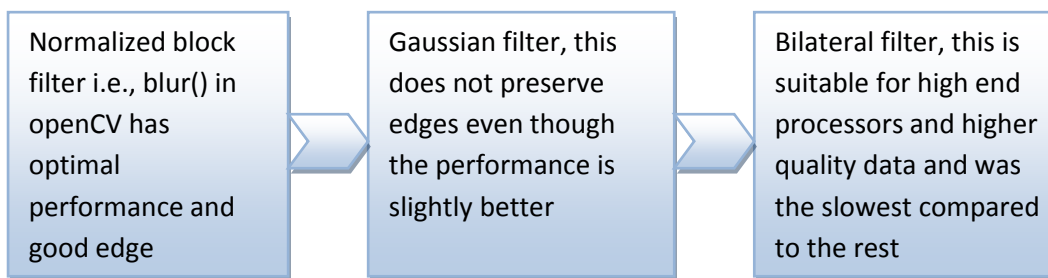 Normalized block
filter i.e., blur() in
openCV has
optimal
performance and
good edge
Gaussian filter, this
does not preserve
edges even though
the performance is
slightly better
Bilateral filter, this is
suitable for high end
processors and higher
quality data and was
the slowest compared
to the rest